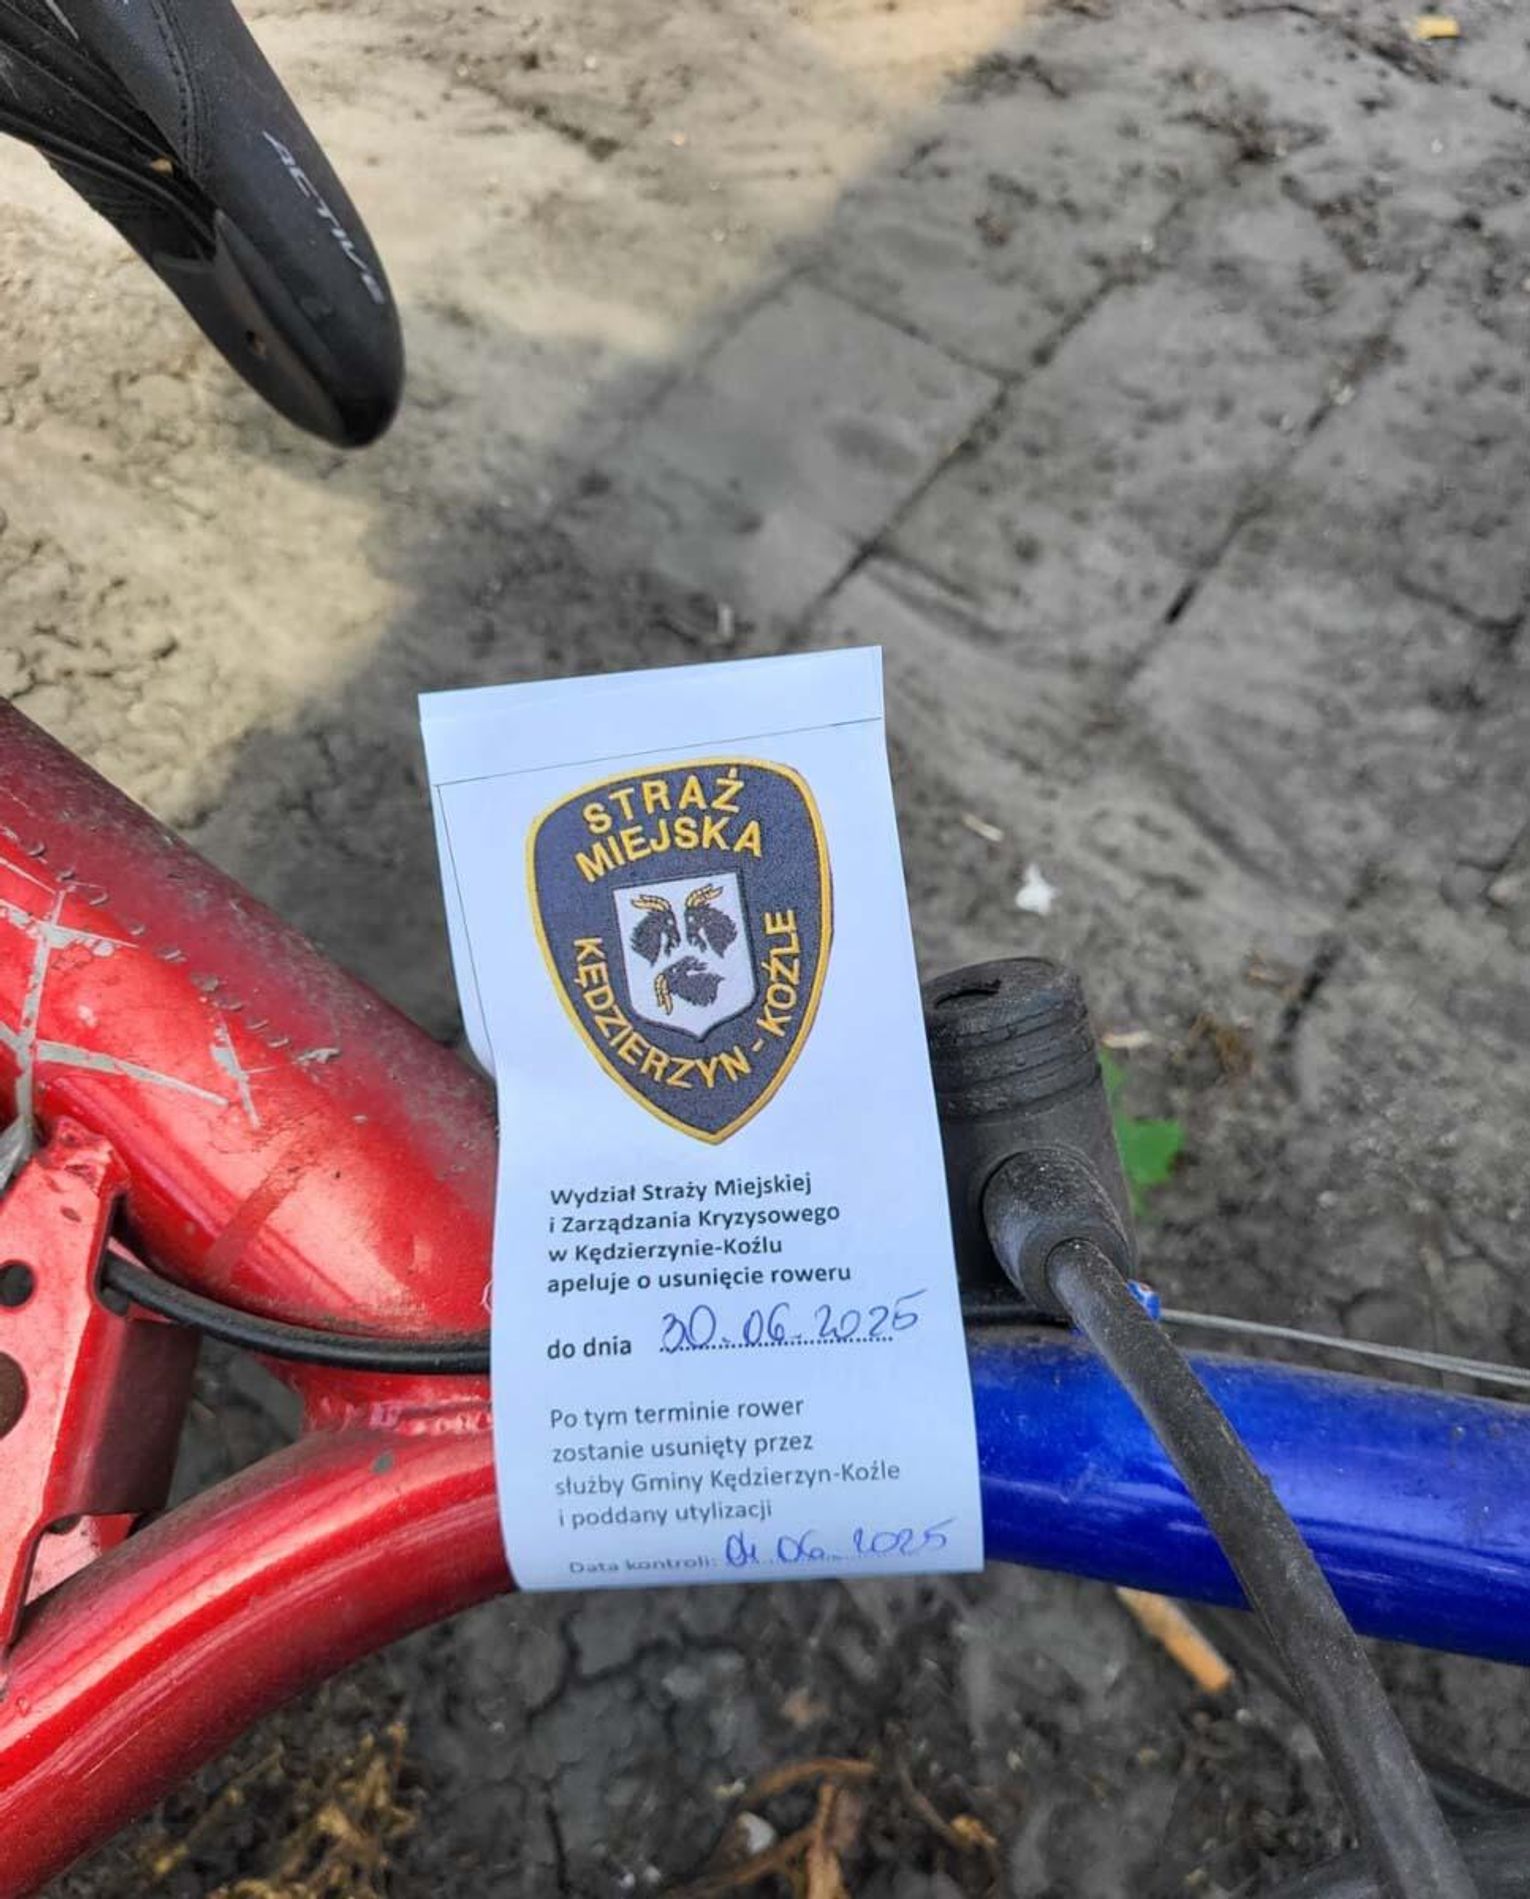 ACTIVE
STRAŻ
MIEJSKA
KĘDZIERZYN - KOŹLE
Wydział Straży Miejskiej
i Zarządzania Kryzysowego
w Kędzierzynie-Koźlu
apeluje o usunięcie roweru
do dnia 30.06.2025
Po tym terminie rower
zostanie usunięty przez
służby Gminy Kędzierzyn-Koźle
i poddany utylizacji
Data kontroli: 01.06.2025